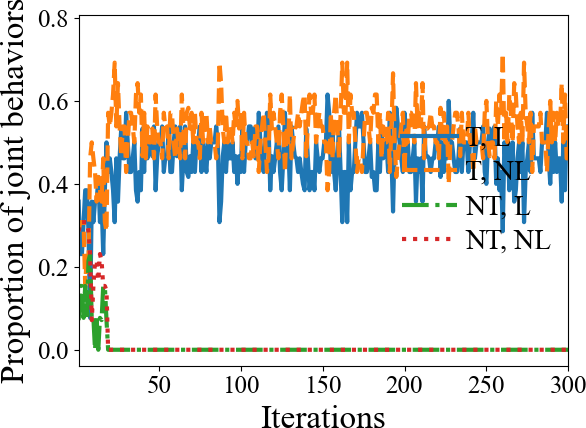 Proportion of joint behaviors
0.8
0.6
0.4
0.2
0.0
T, L
T, NL
NT, L
NT, NL
50
100
150
200
250
300
Iterations